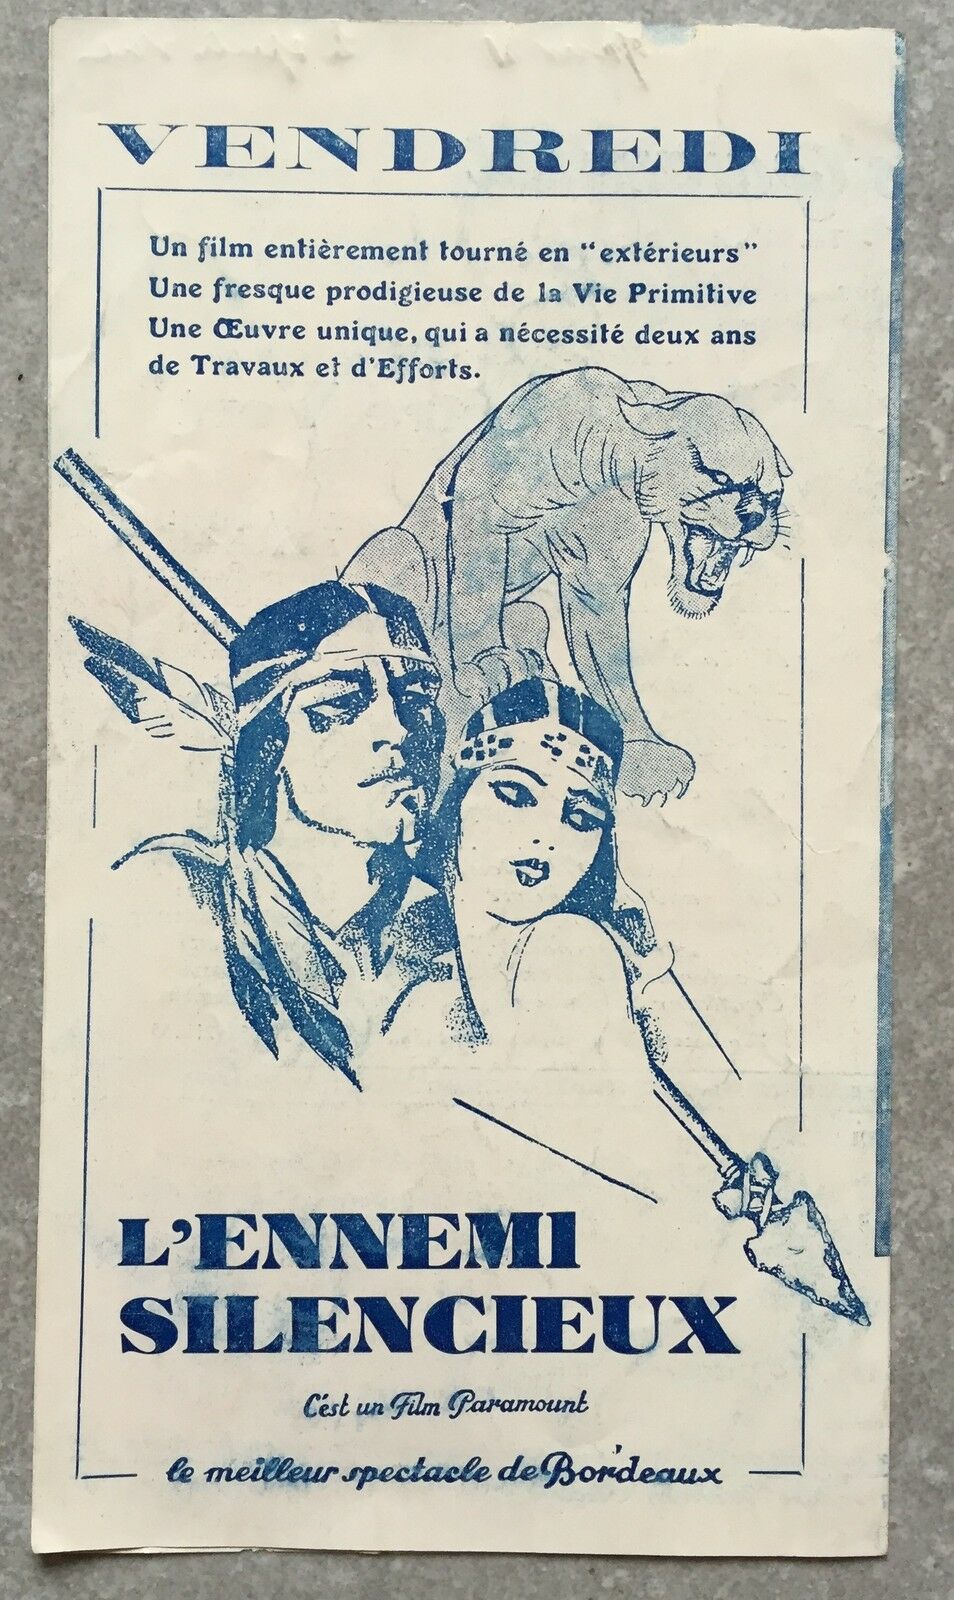 VENDREDI
Un film entièrement tourné en "extérieurs"
Une fresque prodigieuse de la Vie Primitive
Une Œuvre unique, qui a nécessité deux ans
de Travaux et d'Efforts.
L'ENNEMI
SILENCIEUX
C'est un Film Paramount
le meilleur spectacle de Bordeaux